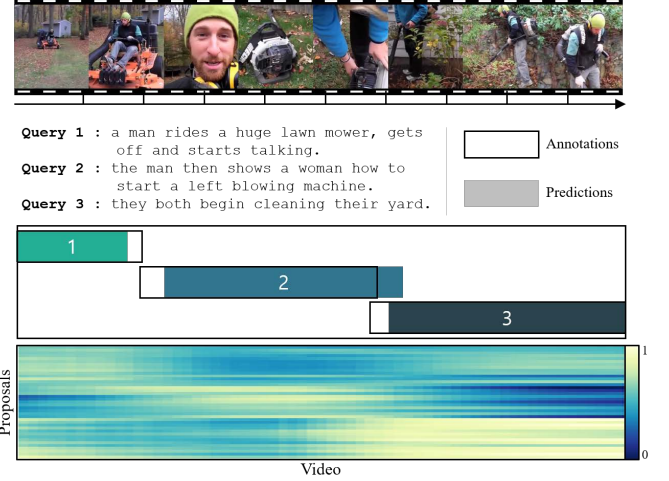 Query 1 : a man rides a huge lawn mower, gets
off and starts talking.
Query 2 : the man then shows a woman how to
start a left blowing machine.
Query 3 : they both begin cleaning their yard.
Annotations
Predictions
1
2
3
Proposals
1
0
Video